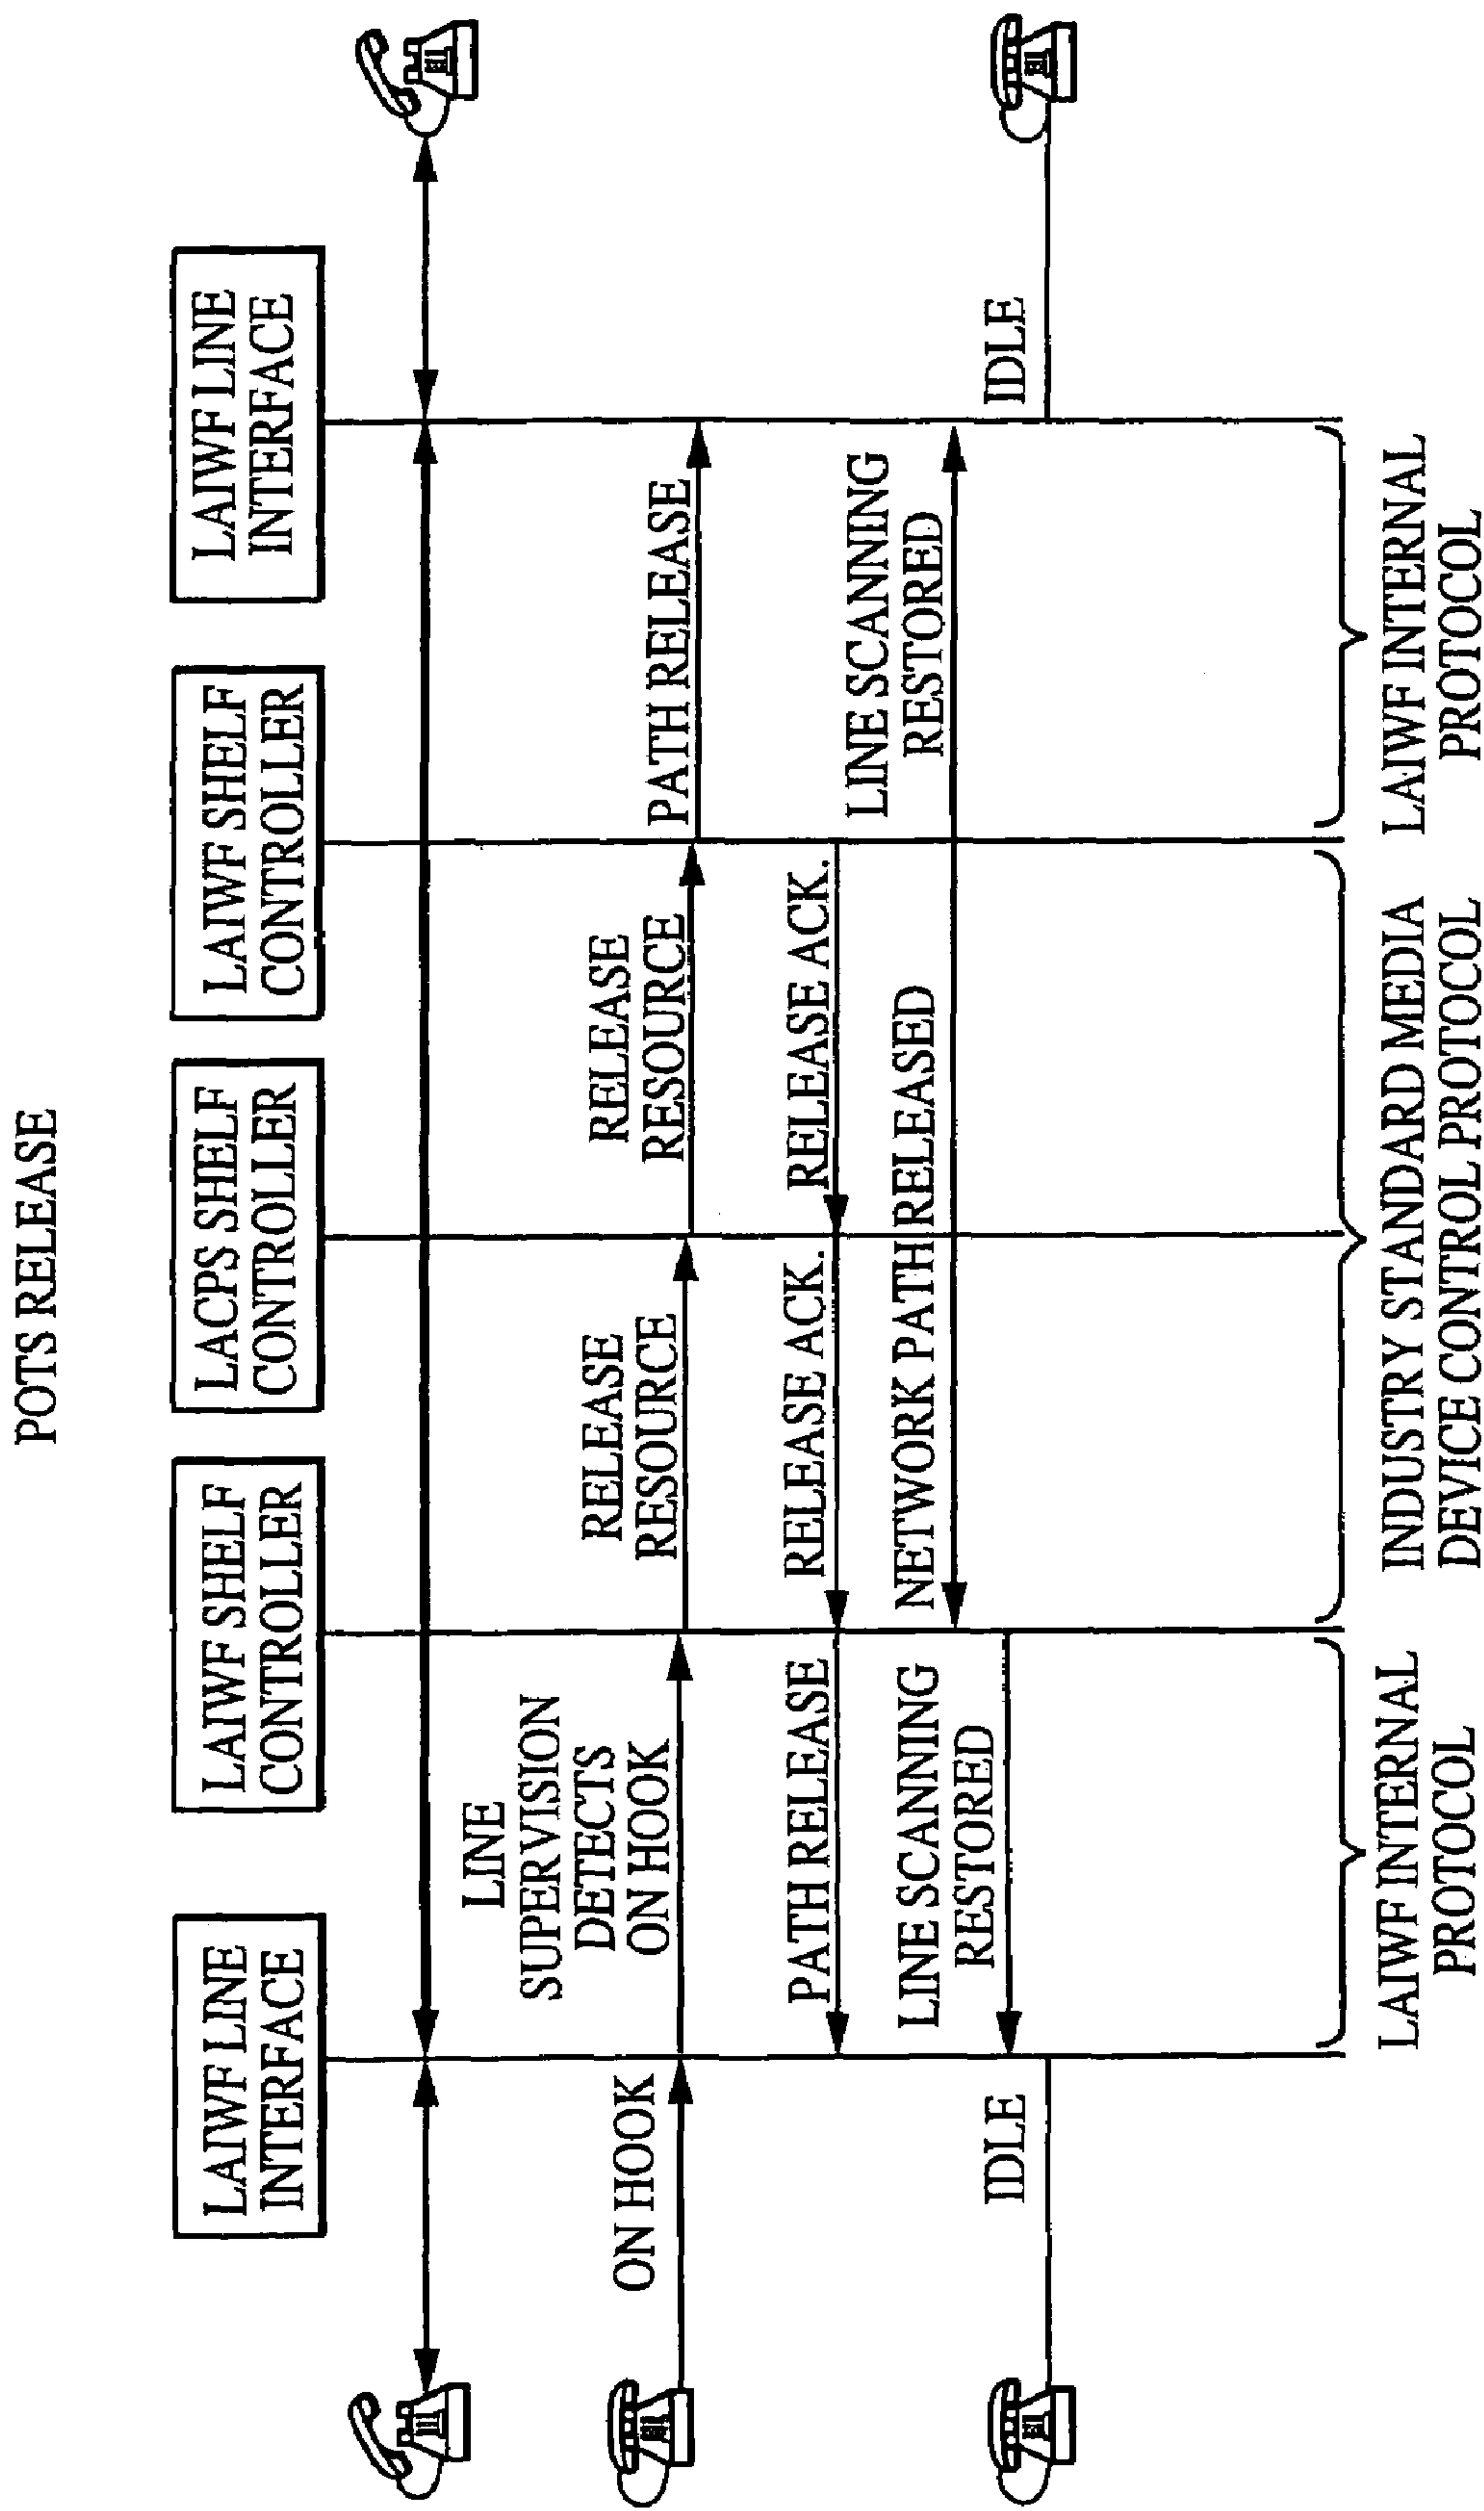 POTS RELEASE
LAIWF LINE
INTERFACE
LAIWF SHELF
CONTROLLER
LACPS SHELF
CONTROLLER
LAIWF SHELF
CONTROLLER
LAIWF LINE
INTERFACE
ON HOOK
LINE
SUPERVISION
DETECTS
ON HOOK
RELEASE
RESOURCE
RELEASE
RESOURCE
PATH RELEASE
PATH RELEASE
RELEASE ACK.
RELEASE ACK.
LINE SCANNING
RESTORED
NETWORK PATH RELEASED
LINE SCANNING
RESTORED
IDLE
IDLE
LAIWF INTERNAL
PROTOCOL
INDUSTRY STANDARD MEDIA
DEVICE CONTROL PROTOCOL
LAIWF INTERNAL
PROTOCOL